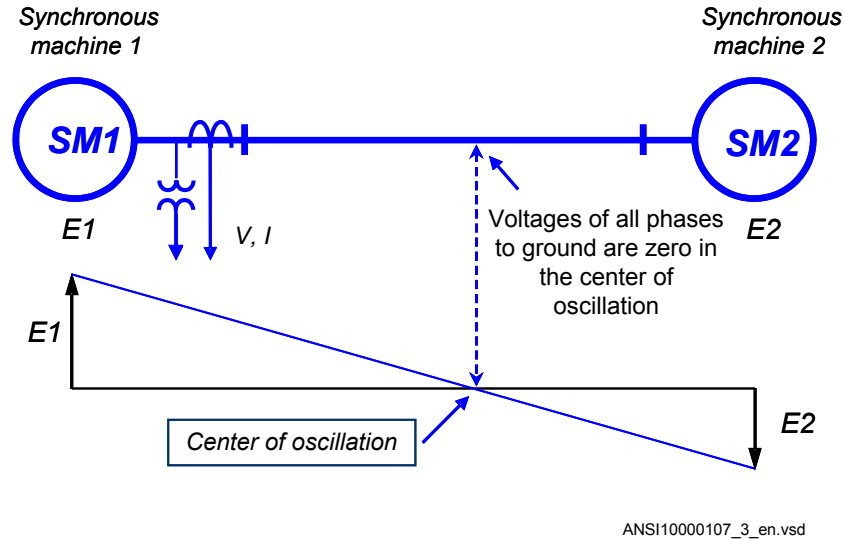 Synchronous
machine 1
Synchronous
machine 2
SM1
SM2
E1
V, I
Voltages of all phases
to ground are zero in
the center of
oscillation
E2
E1
Center of oscillation
E2
ANSI10000107_3_en.vsd